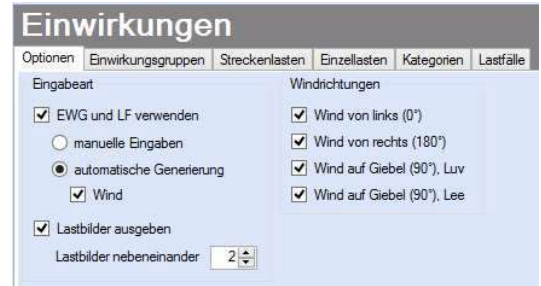 Einwirkungen
Optionen Einwirkungsgruppen Streckenlasten Einzellasten Kategorien Lastfälle
Eingabeart
EWG und LF verwenden
manuelle Eingaben
automatische Generierung
Wind
Lastbilder ausgeben
Lastbilder nebeneinander 2
Windrichtungen
Wind von links (0°)
Wind von rechts (180°)
Wind auf Giebel (90°), Luv
Wind auf Giebel (90°), Lee